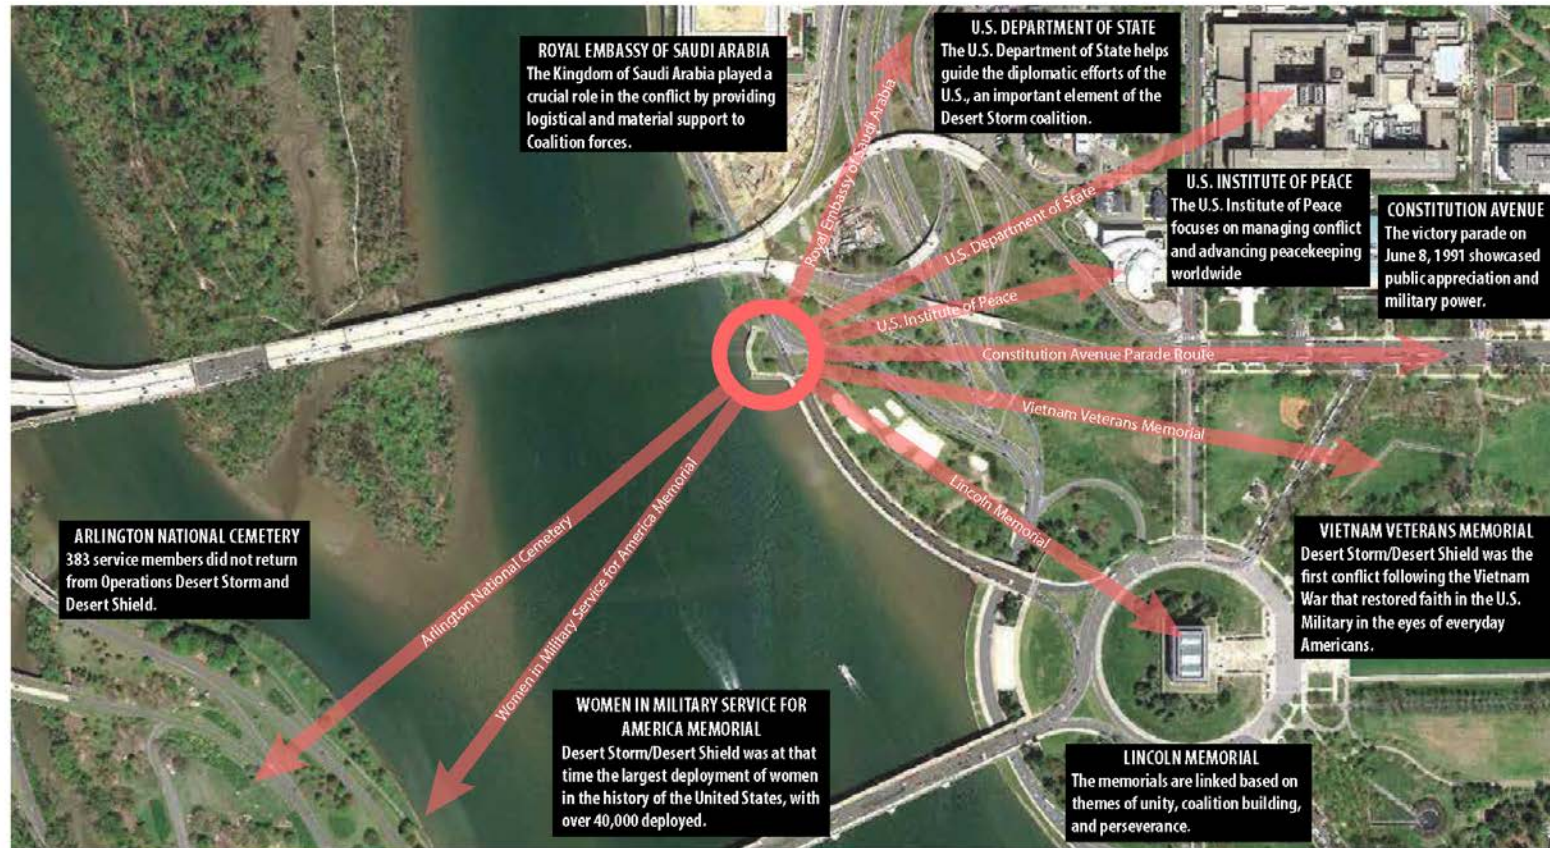 ROYAL EMBASSY OF SAUDI ARABIA
The Kingdom of Saudi Arabia played a
crucial role in the conflict by providing
logistical and material support to
Coalition forces.
U.S. DEPARTMENT OF STATE
The U.S. Department of State helps
guide the diplomatic efforts of the
U.S., an important element of the
Desert Storm coalition.
U.S. INSTITUTE OF PEACE
The U.S. Institute of Peace
focuses on managing conflict
and advancing peacekeeping
worldwide
CONSTITUTION AVENUE
The victory parade on
June 8, 1991 showcased
public appreciation and
military power.
Royal Embassy of Saudi Arabia
U.S. Department of State
U.S. Institute of Peace
Constitution Avenue Parade Route
Vietnam Veterans Memorial
Lincoln Memorial
Arlington National Cemetery
Women in Military Service for America Memorial
ARLINGTON NATIONAL CEMETERY
383 service members did not return
from Operations Desert Storm and
Desert Shield.
VIETNAM VETERANS MEMORIAL
Desert Storm/Desert Shield was the
first conflict following the Vietnam
War that restored faith in the U.S.
Military in the eyes of everyday
Americans.
WOMEN IN MILITARY SERVICE FOR
AMERICA MEMORIAL
Desert Storm/Desert Shield was at that
time the largest deployment of women
in the history of the United States, with
over 40,000 deployed.
LINCOLN MEMORIAL
The memorials are linked based on
themes of unity, coalition building,
and perseverance.